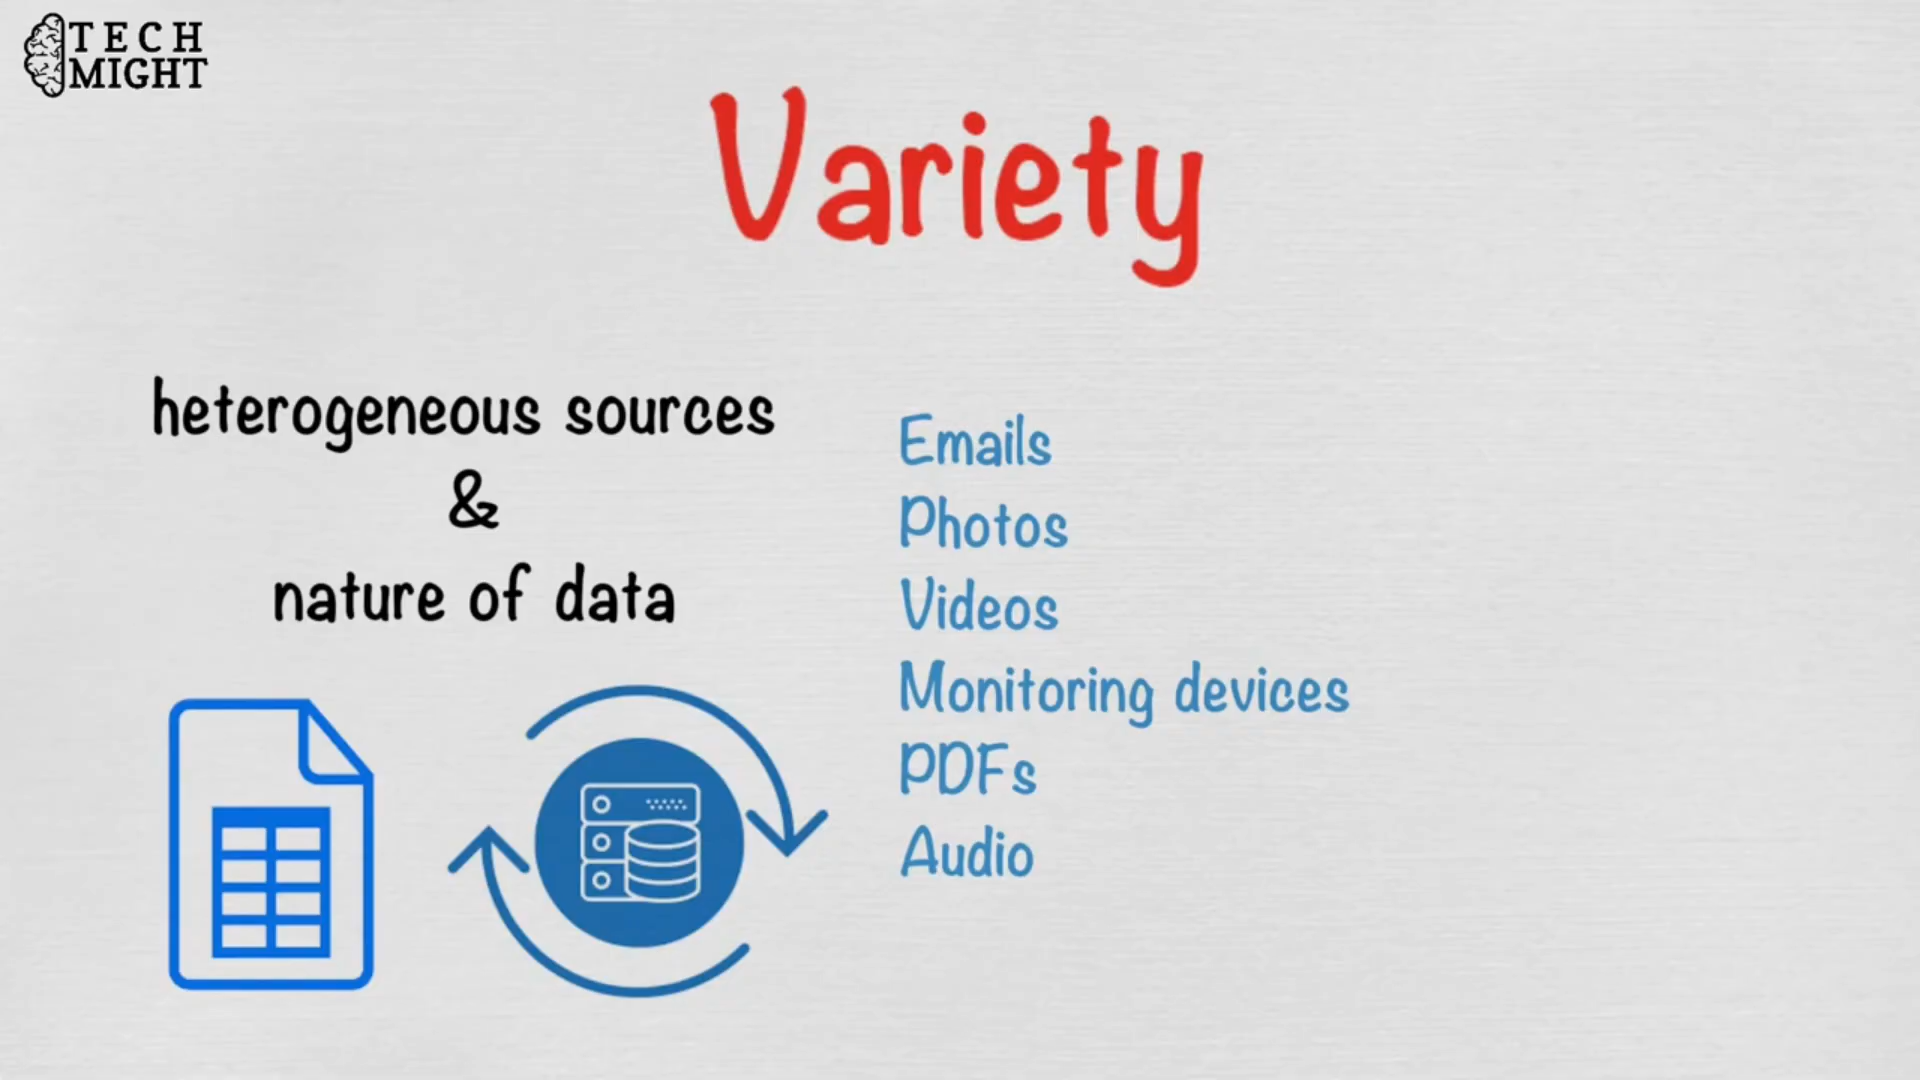 TECH
MIGHT
Variety
heterogeneous sources
&
nature of data
Emails
Photos
Videos
Monitoring devices
PDFs
Audio